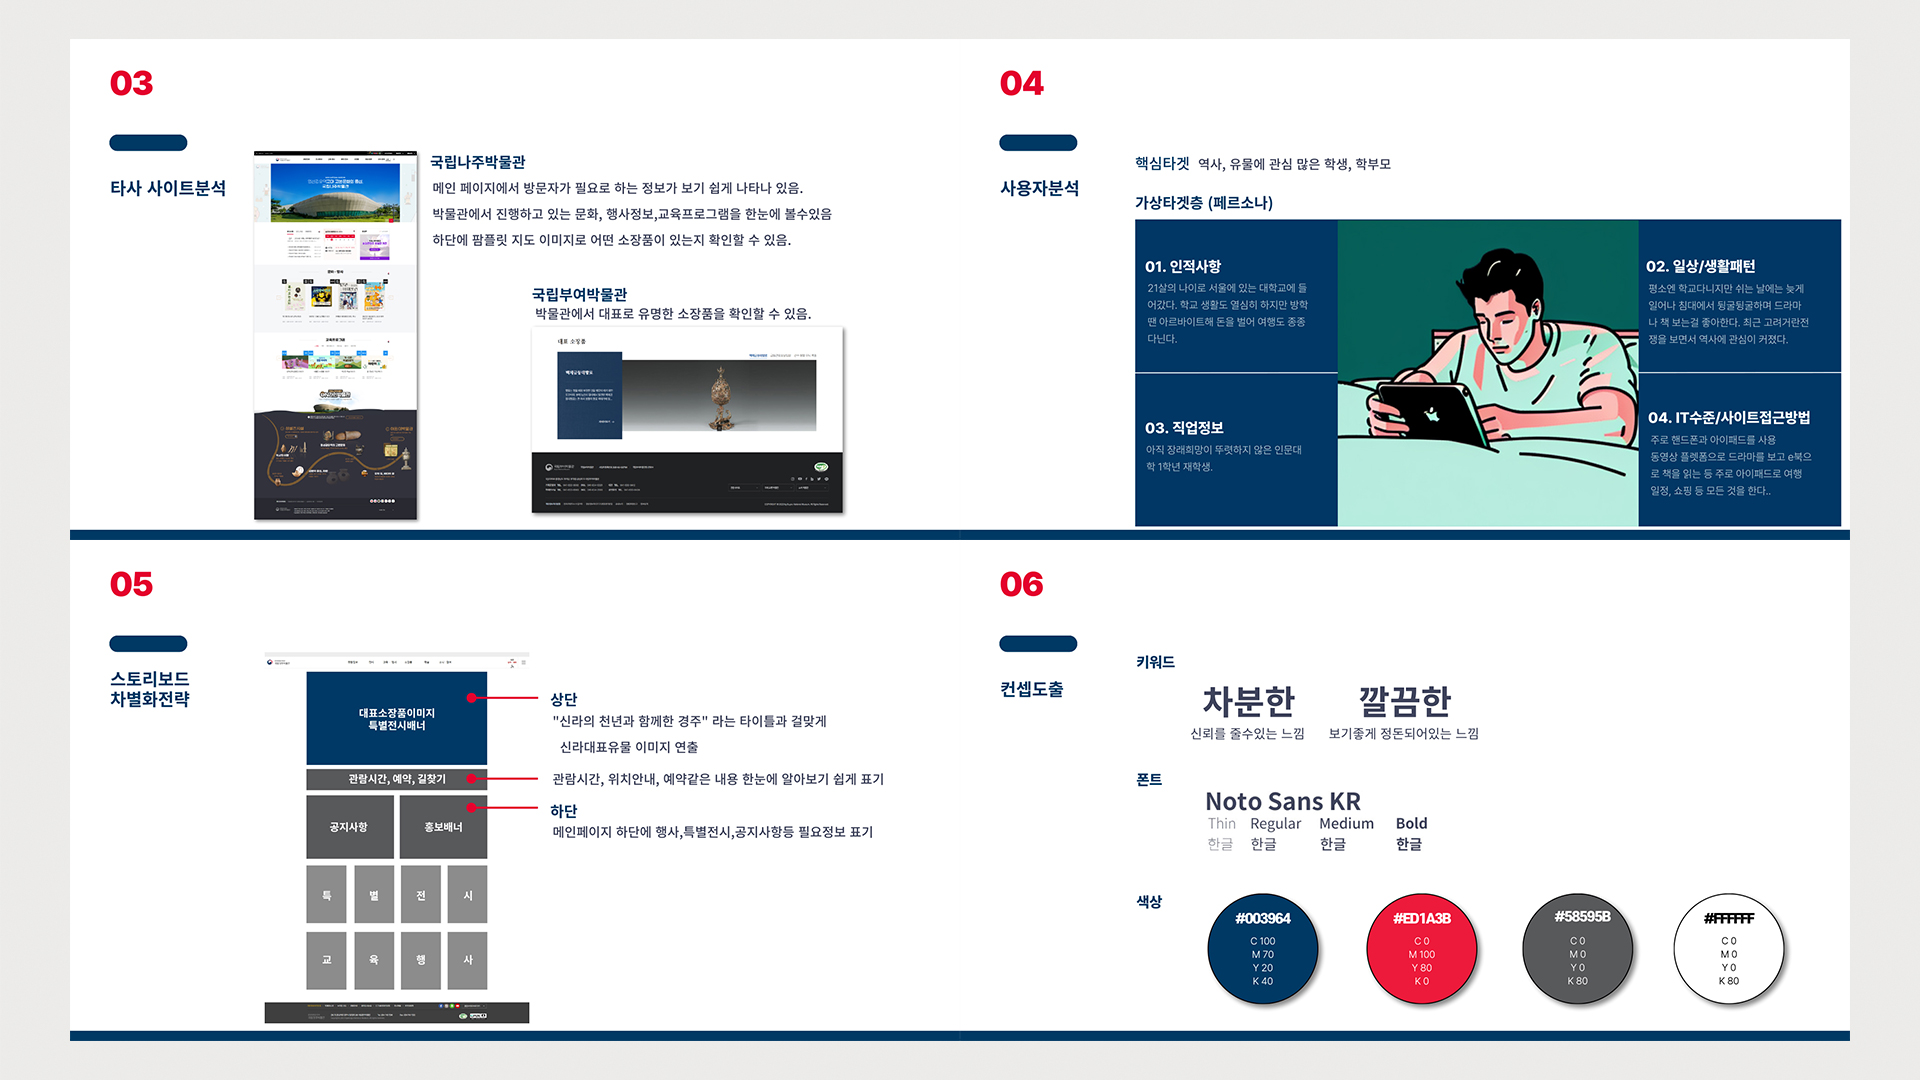 03
타사 사이트분석
국립나주박물관
메인 페이지에서 방문자가 필요로 하는 정보가 보기 쉽게 나타나 있음.
박물관에서 진행하고 있는 문화, 행사정보,교육프로그램을 한눈에 볼수있음
하단에 팜플릿 지도 이미지로 어떤 소장품이 있는지 확인할 수 있음.
국립부여박물관
박물관에서 대표로 유명한 소장품을 확인할 수 있음.
대표 소장품
백제금동대향로
04
사용자분석
핵심타겟 역사, 유물에 관심 많은 학생, 학부모
가상타겟층 (페르소나)
01. 인적사항
21살의 나이로 서울에 있는 대학교에 들
어갔다. 학교 생활도 열심히 하지만 방학
땐 아르바이트해 돈을 벌어 여행도 종종
다닌다.
02. 일상/생활패턴
평소엔 학교다니지만 쉬는 날에는 늦게
일어나 침대에서 뒹굴뒹굴하며 드라마
나 책 보는걸 좋아한다. 최근 고려거란전
쟁을 보면서 역사에 관심이 커졌다.
03. 직업정보
아직 장래희망이 뚜렷하지 않은 인문대
학 1학년 재학생.
04. IT수준/사이트접근방법
주로 핸드폰과 아이패드를 사용
동영상 플렛폼으로 드라마를 보고 e북으
로 책을 읽는 등 주로 아이패드로 여행
일정, 쇼핑 등 모든 것을 한다..
05
스토리보드
차별화전략
대표소장품이미지
특별전시배너
관람시간, 예약, 길찾기
공지사항
홍보배너
특 별 전 시
교 육 행 사
상단
"신라의 천년과 함께한 경주" 라는 타이틀과 걸맞게
신라대표유물 이미지 연출
관람시간, 위치안내, 예약같은 내용 한눈에 알아보기 쉽게 표기
하단
메인페이지 하단에 행사,특별전시,공지사항등 필요정보 표기
06
컨셉도출
키워드
차분한 깔끔한
신뢰를 줄수있는 느낌 보기좋게 정돈되어있는 느낌
폰트
Noto Sans KR
Thin Regular Medium Bold
한글 한글 한글 한글
색상
#003964
C 100
M 70
Y 20
K 40
#ED1A3B
C 0
M 100
Y 80
K 0
#58595B
C 0
M 0
Y 0
K 80
#FFFFFF
C 0
M 0
Y 0
K 80